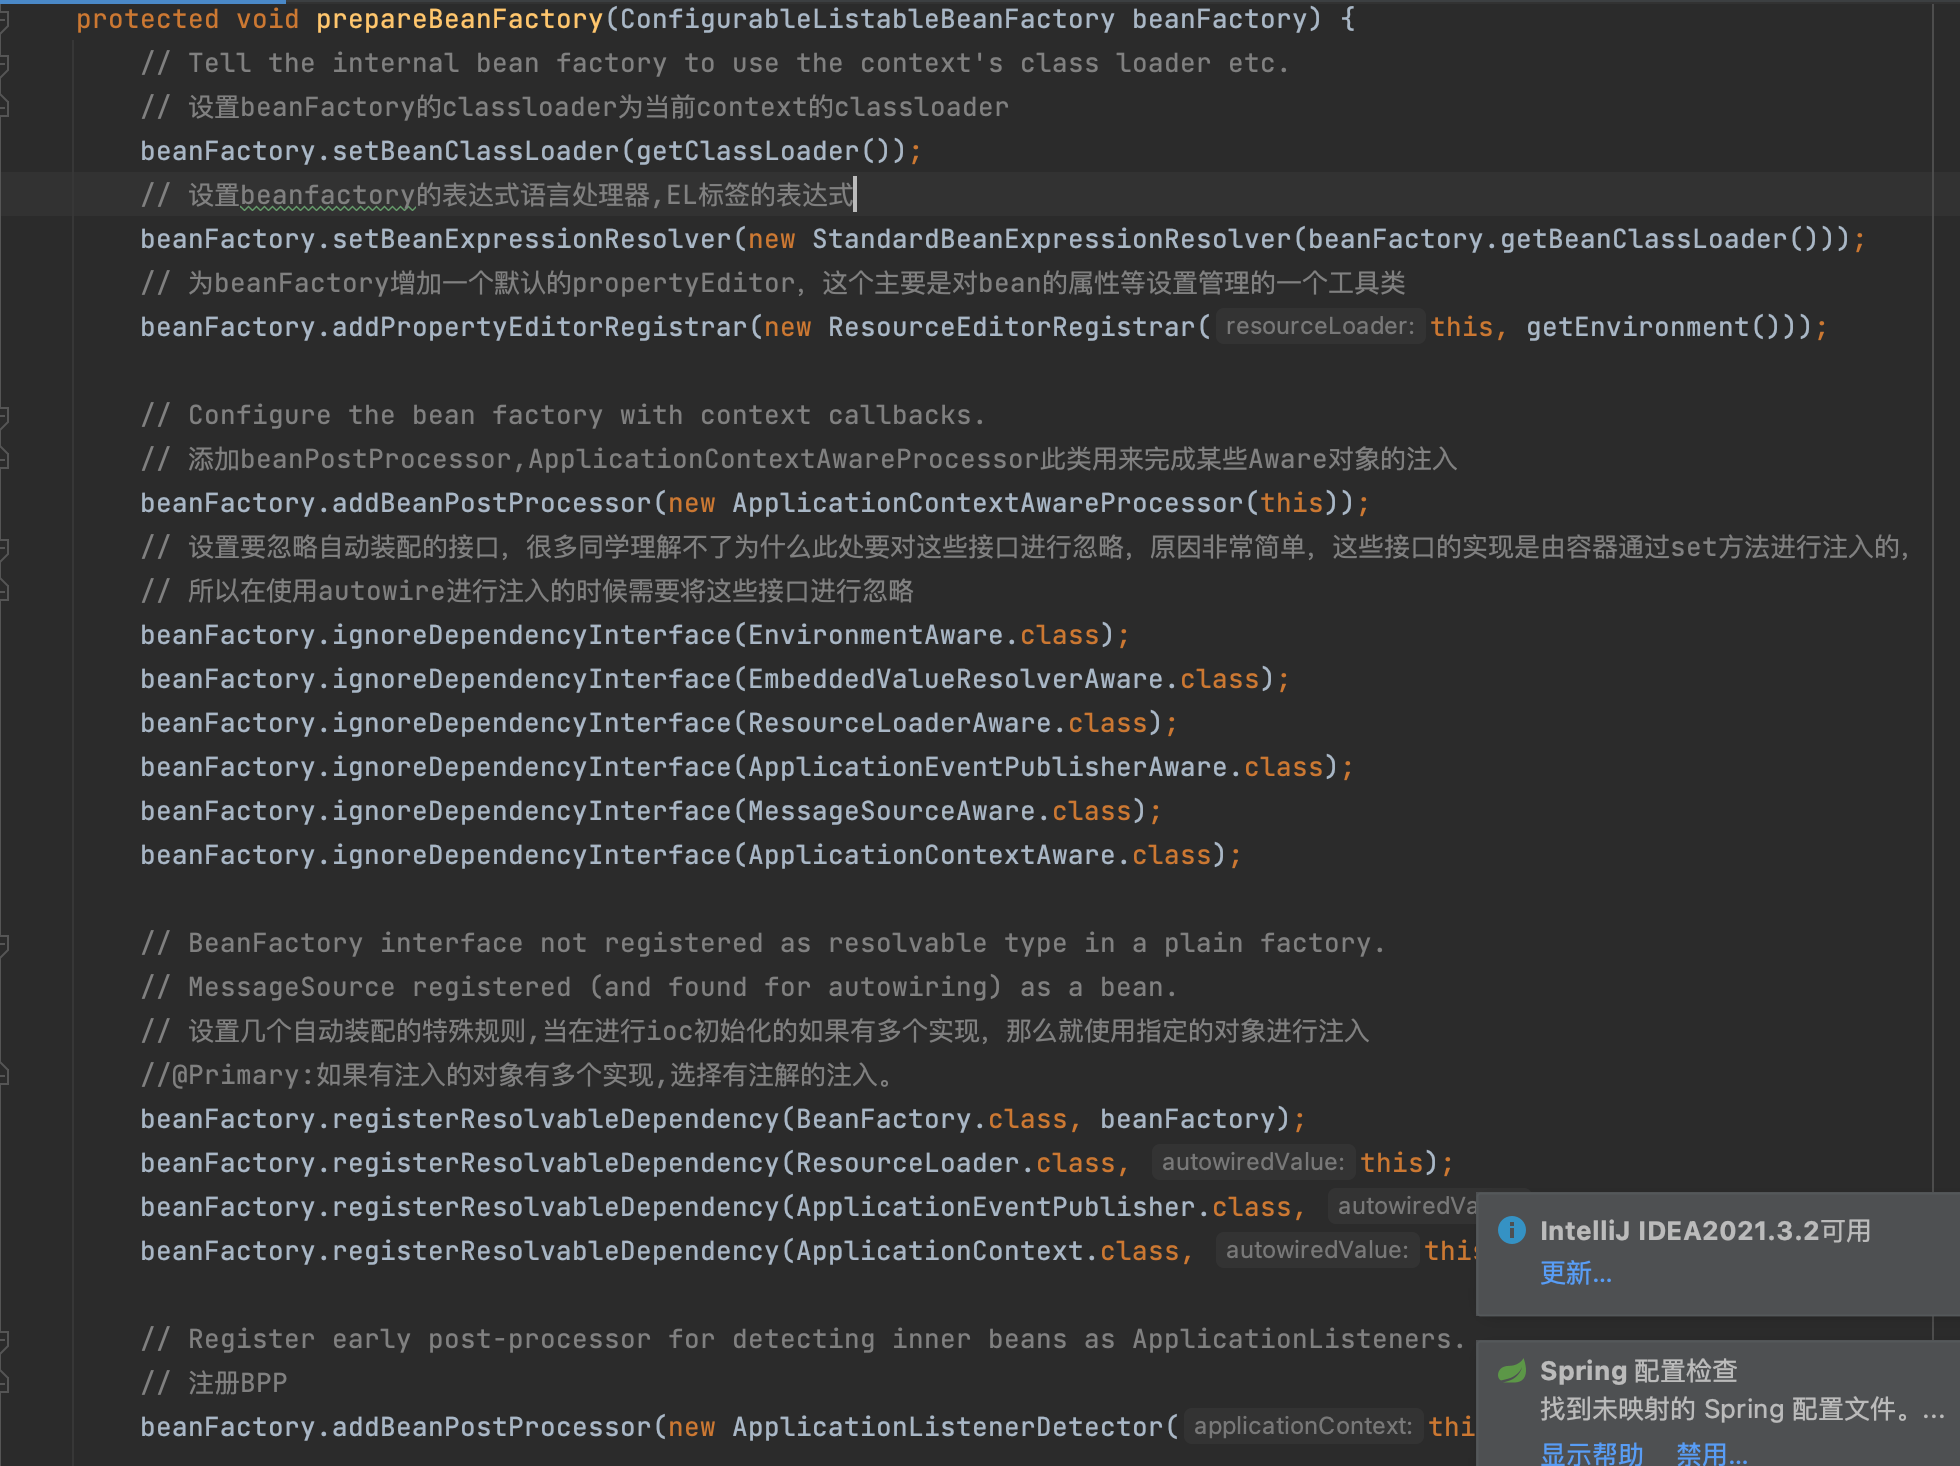 protected void prepareBeanFactory(ConfigurableListableBeanFactory beanFactory) {
// Tell the internal bean factory to use the context's class loader etc.
// 设置beanFactory的classloader为当前context的classloader
beanFactory.setBeanClassLoader(getClassLoader());
// 设置beanfactory的表达式语言处理器,EL标签的表达式
beanFactory.setBeanExpressionResolver(new StandardBeanExpressionResolver(beanFactory.getBeanClassLoader()));
// 为beanFactory增加一个默认的propertyEditor，这个主要是对bean的属性等设置管理的一个工具类
beanFactory.addPropertyEditorRegistrar(new ResourceEditorRegistrar( resourceLoader: this, getEnvironment()));
// Configure the bean factory with context callbacks.
// 添加beanPostProcessor,ApplicationContextAwareProcessor此类用来完成某些Aware对象的注入
beanFactory.addBeanPostProcessor(new ApplicationContextAwareProcessor(this));
// 设置要忽略自动装配的接口，很多同学理解不了为什么此处要对这些接口进行忽略，原因非常简单，这些接口的实现是由容器通过set方法进行注入的，
// 所以在使用autowire进行注入的时候需要将这些接口进行忽略
beanFactory.ignoreDependencyInterface(EnvironmentAware.class);
beanFactory.ignoreDependencyInterface(EmbeddedValueResolverAware.class);
beanFactory.ignoreDependencyInterface(ResourceLoaderAware.class);
beanFactory.ignoreDependencyInterface(ApplicationEventPublisherAware.class);
beanFactory.ignoreDependencyInterface(MessageSourceAware.class);
beanFactory.ignoreDependencyInterface(ApplicationContextAware.class);
// BeanFactory interface not registered as resolvable type in a plain factory.
// MessageSource registered (and found for autowiring) as a bean.
// 设置几个自动装配的特殊规则,当在进行ioc初始化的如果有多个实现，那么就使用指定的对象进行注入
//@Primary:如果有注入的对象有多个实现,选择有注解的注入。
beanFactory.registerResolvableDependency(BeanFactory.class, beanFactory);
beanFactory.registerResolvableDependency(ResourceLoader.class, autowiredValue: this);
beanFactory.registerResolvableDependency(ApplicationEventPublisher.class, autowiredVa
beanFactory.registerResolvableDependency(ApplicationContext.class, autowiredValue: this
// Register early post-processor for detecting inner beans as ApplicationListeners.
// 注册BPP
beanFactory.addBeanPostProcessor(new ApplicationListenerDetector( applicationContext: thi
IntelliJ IDEA2021.3.2可用
更新...
Spring 配置检查
找到未映射的 Spring 配置文件。...
显示帮助 禁用...